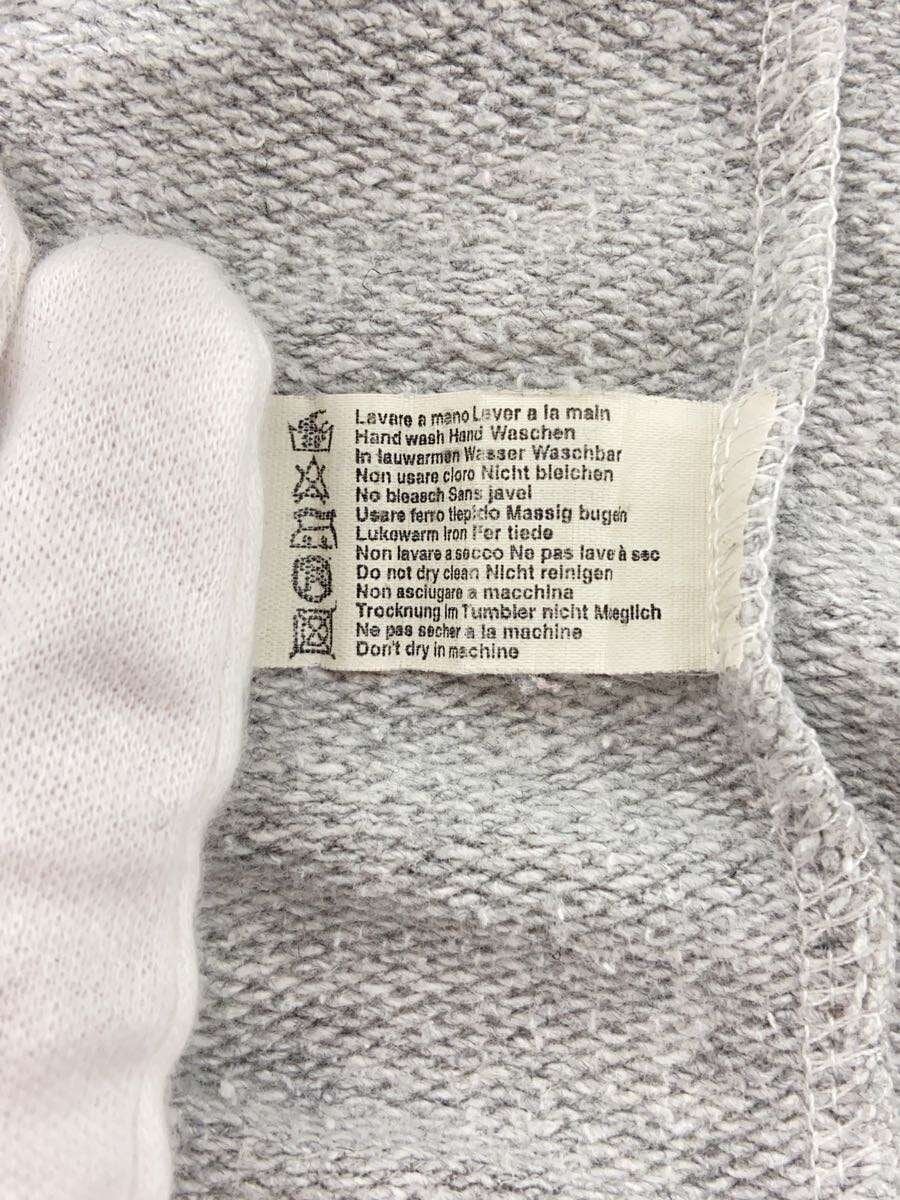 Lavare a mano Laver a la main
Hand wash Hand Waschen
In lauwarmen Wasser Waschbar
Non usare cloro Nicht bleichen
No bleasch Sans javel
Usare ferro tiepido Massig bugeln
Lukewarm Iron Fer tiede
Non lavare a secco Ne pas lave à sec
Do not dry clean Nicht reinigen
Non asciugare a macchina
Trocknung im Tumbler nicht Moeglich
Ne pas secher a la machine
Don't dry in machine